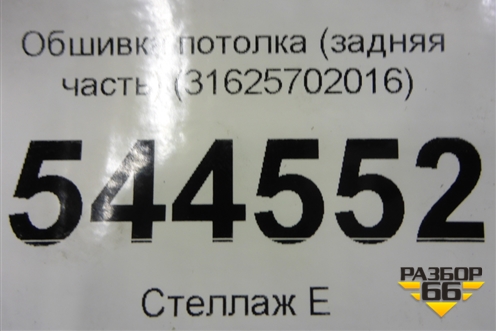 Обшивка потолка (задняя
часть) (31625702016)
544552
Стеллаж Е
РАЗБОР
66